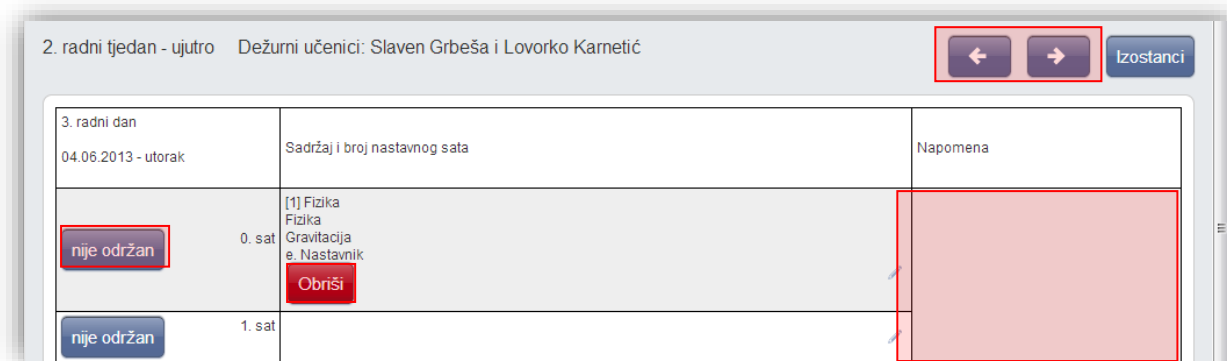 2. radni tjedan - ujutro Dežurni učenici: Slaven Grbeša i Lovorko Karnetić
Izostanci
3. radni dan
04.06.2013 - utorak
Sadržaj i broj nastavnog sata
Napomena
nije održan
0. sat
[1] Fizika
Fizika
Gravitacija
e. Nastavnik
Obriši
nije održan
1. sat